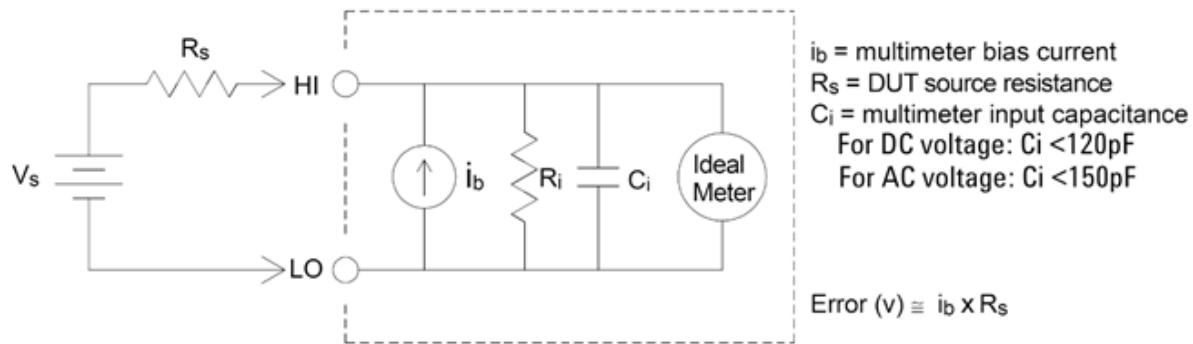 Rs
HI
Vs
ib
Ri
Ci
Ideal
Meter
LO
ib = multimeter bias current
Rs = DUT source resistance
Ci = multimeter input capacitance
For DC voltage: Ci <120pF
For AC voltage: Ci <150pF
Error (v) ≅ ib x Rs